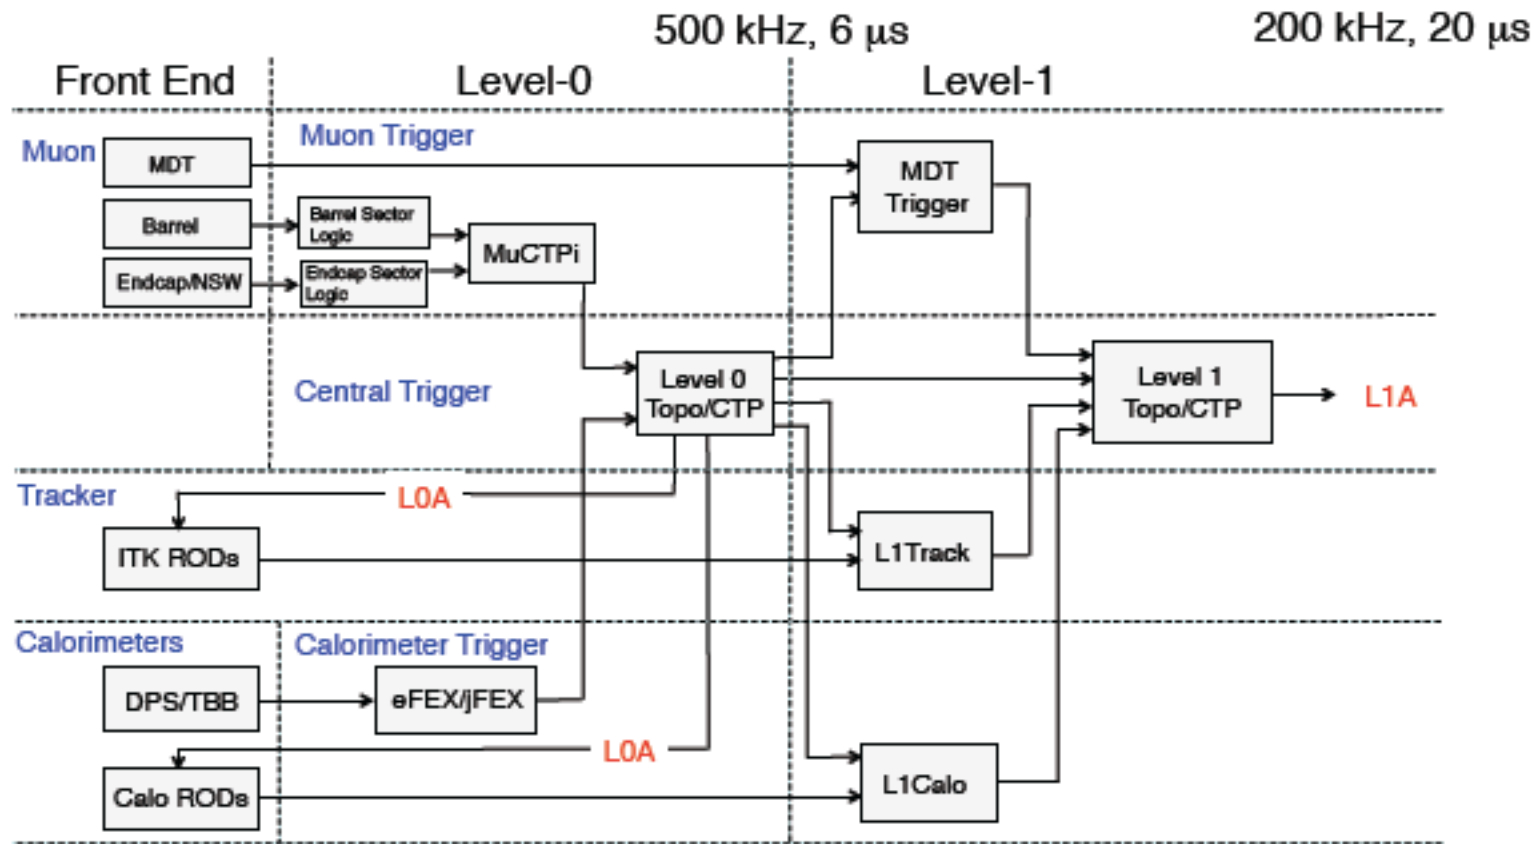 500 kHz, 6 μs
200 kHz, 20 μs
Front End
Level-0
Level-1
Muon
Muon Trigger
MDT
MDT
Trigger
Barrel
Barrel Sector
Logic
MuCTPi
Endcap/NSW
Endcap Sector
Logic
Central Trigger
Level 0
Topo/CTP
Level 1
Topo/CTP
L1A
Tracker
L0A
ITK RODs
L1Track
Calorimeters
Calorimeter Trigger
DPS/TBB
eFEX/jFEX
L0A
Calo RODs
L1Calo